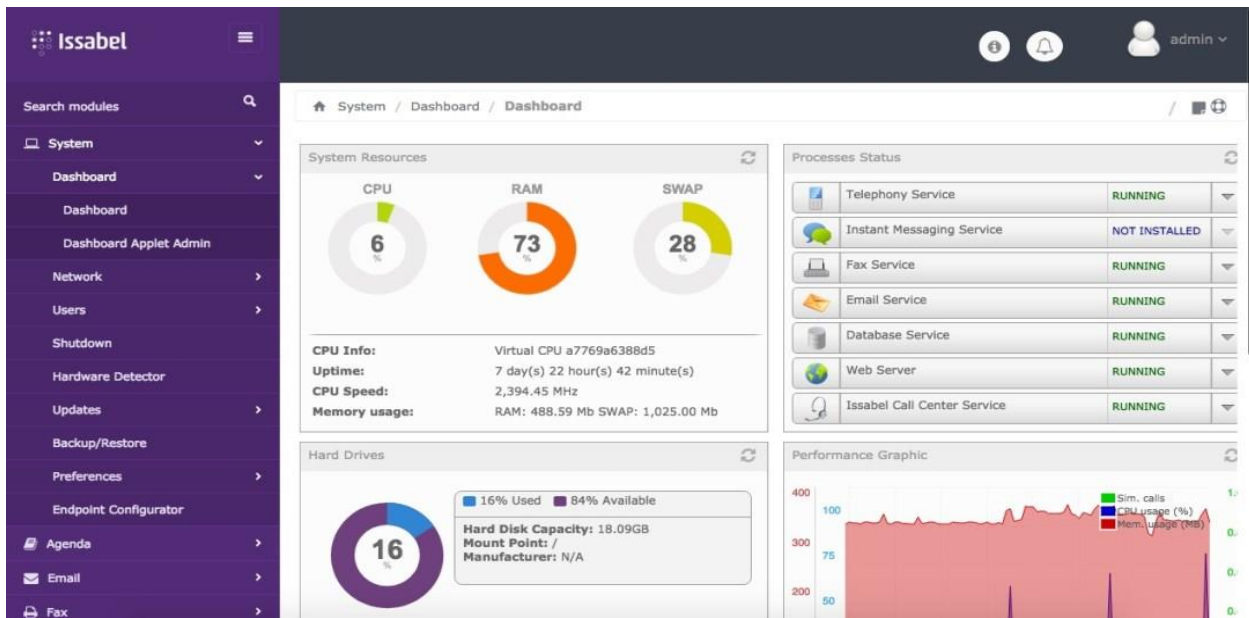 Issabel
admin
Search modules
System / Dashboard / Dashboard /
System
Dashboard
Dashboard
Dashboard Applet Admin
Network
Users
Shutdown
Hardware Detector
Updates
Backup/Restore
Preferences
Endpoint Configurator
Agenda
Email
Fax
System Resources
CPU RAM SWAP
6 73 28
% % %
CPU Info: Virtual CPU a7769a6388d5
Uptime: 7 day(s) 22 hour(s) 42 minute(s)
CPU Speed: 2,394.45 MHz
Memory usage: RAM: 488.59 Mb SWAP: 1,025.00 Mb
Processes Status
Telephony Service RUNNING
Instant Messaging Service NOT INSTALLED
Fax Service RUNNING
Email Service RUNNING
Database Service RUNNING
Web Server RUNNING
Issabel Call Center Service RUNNING
Hard Drives
16% Used 84% Available
16
%
Hard Disk Capacity: 18.09GB
Mount Point: /
Manufacturer: N/A
Performance Graphic
400
100
300
75
200
50
Sim. calls
CPU usage (%)
Mem. usage (MB)